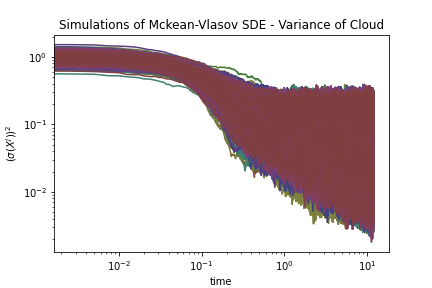 Simulations of Mckean-Vlasov SDE - Variance of Cloud
10⁰
10⁻¹
10⁻²
(σ(Xⁱ))²
10⁻² 10⁻¹ 10⁰ 10¹
time